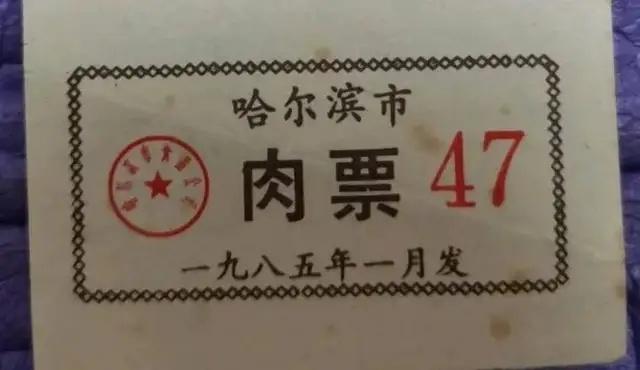 哈尔滨市
肉票 47
一九八五年一月发